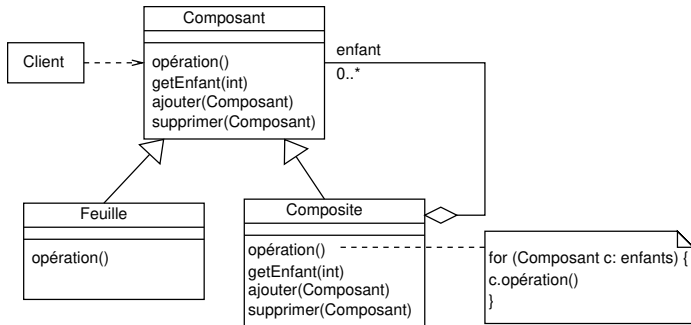 Composant
Client
opération()
getEnfant(int)
ajouter(Composant)
supprimer(Composant)
enfant
0..*
Feuille
opération()
Composite
opération()
getEnfant(int)
ajouter(Composant)
supprimer(Composant)
for (Composant c: enfants) {
c.opération()
}